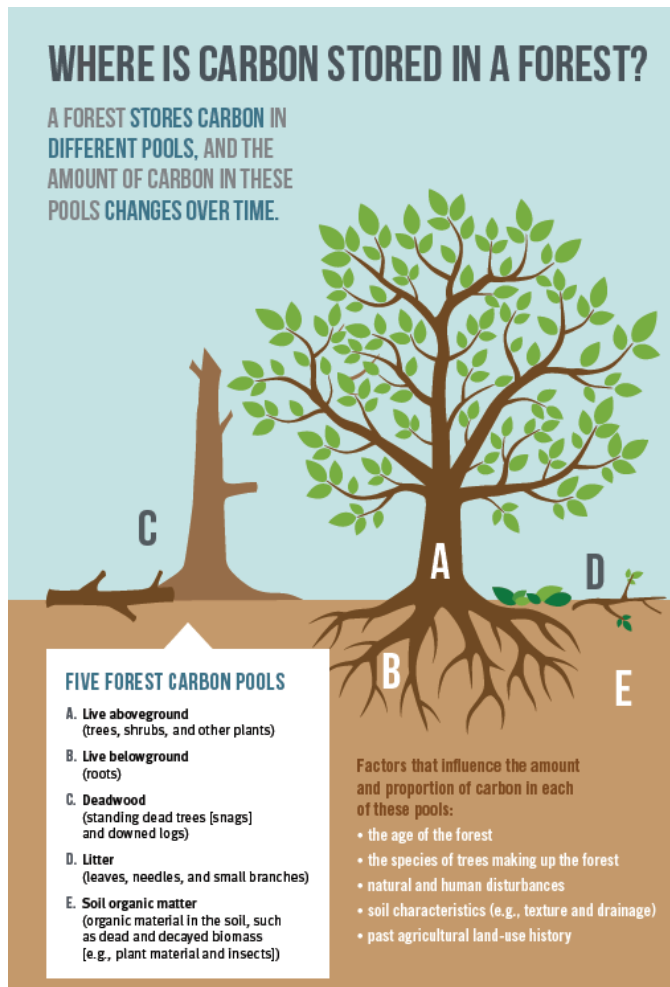 WHERE IS CARBON STORED IN A FOREST?
A FOREST STORES CARBON IN
DIFFERENT POOLS, AND THE
AMOUNT OF CARBON IN THESE
POOLS CHANGES OVER TIME.
C
A
D
B
E
FIVE FOREST CARBON POOLS
A. Live aboveground
(trees, shrubs, and other plants)
B. Live belowground
(roots)
C. Deadwood
(standing dead trees [snags]
and downed logs)
D. Litter
(leaves, needles, and small branches)
E. Soil organic matter
(organic material in the soil, such
as dead and decayed biomass
[e.g., plant material and insects])
Factors that influence the amount
and proportion of carbon in each
of these pools:
• the age of the forest
• the species of trees making up the forest
• natural and human disturbances
• soil characteristics (e.g., texture and drainage)
• past agricultural land-use history